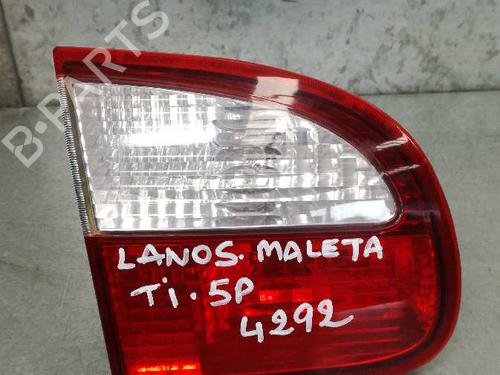 B-PARTS
LANOS. MALETA
Ti. 5P
4292